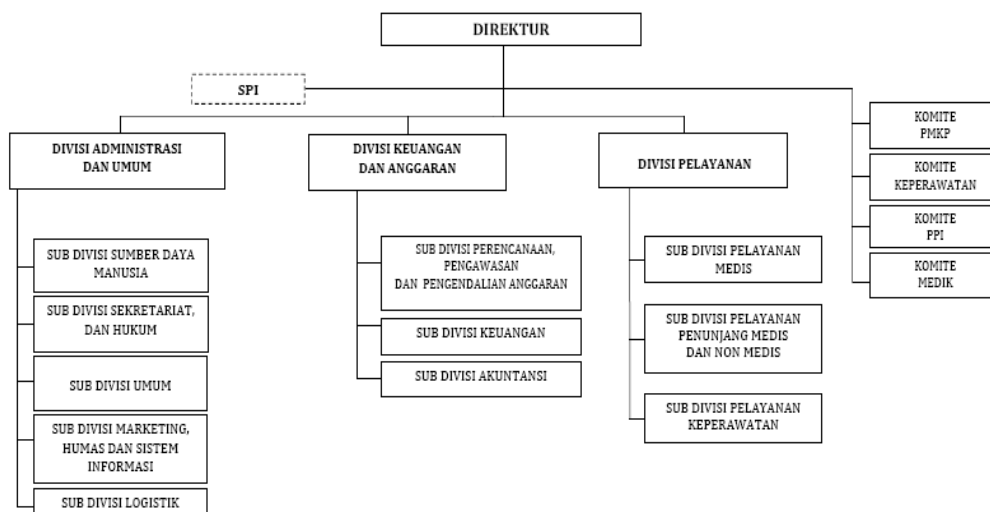 DIREKTUR
SPI
DIVISI ADMINISTRASI
DAN UMUM
DIVISI KEUANGAN
DAN ANGGARAN
DIVISI PELAYANAN
KOMITE
PMKP
KOMITE
KEPERAWATAN
KOMITE
PPI
KOMITE
MEDIK
SUB DIVISI SUMBER DAYA
MANUSIA
SUB DIVISI SEKRETARIAT,
DAN HUKUM
SUB DIVISI UMUM
SUB DIVISI MARKETING,
HUMAS DAN SISTEM
INFORMASI
SUB DIVISI LOGISTIK
SUB DIVISI PERENCANAAN,
PENGAWASAN
DAN PENGENDALIAN ANGGARAN
SUB DIVISI KEUANGAN
SUB DIVISI AKUNTANSI
SUB DIVISI PELAYANAN
MEDIS
SUB DIVISI PELAYANAN
PENUNJANG MEDIS
DAN NON MEDIS
SUB DIVISI PELAYANAN
KEPERAWATAN